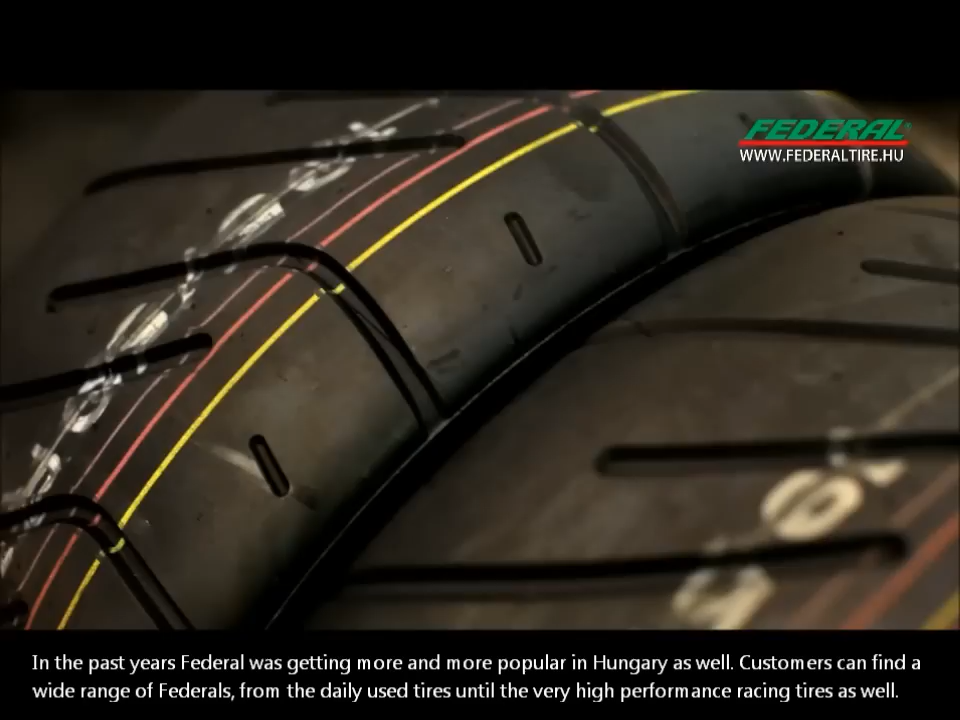 FEDERAL
WWW.FEDERALTIRE.HU
In the past years Federal was getting more and more popular in Hungary as well. Customers can find a
wide range of Federals, from the daily used tires until the very high performance racing tires as well.